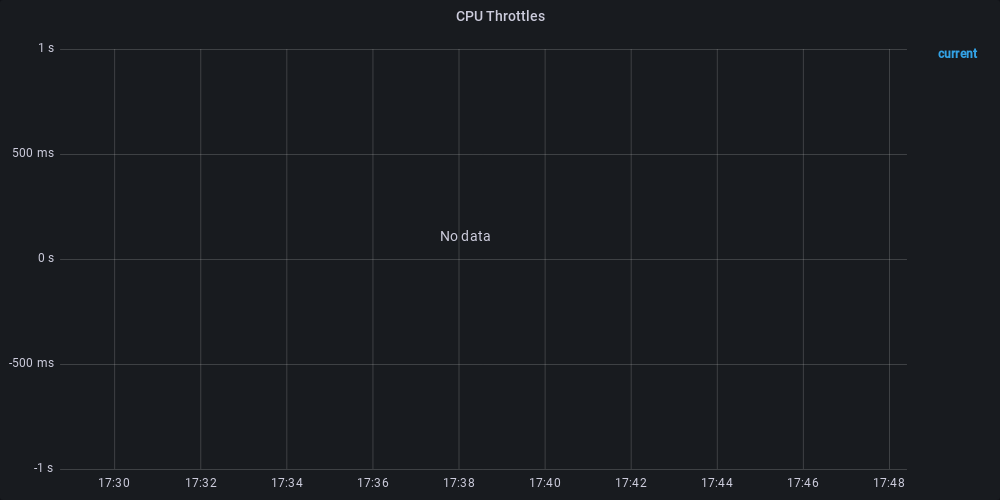 CPU Throttles
1 s
current
500 ms
No data
0 s
-500 ms
-1 s
17:30 17:32 17:34 17:36 17:38 17:40 17:42 17:44 17:46 17:48